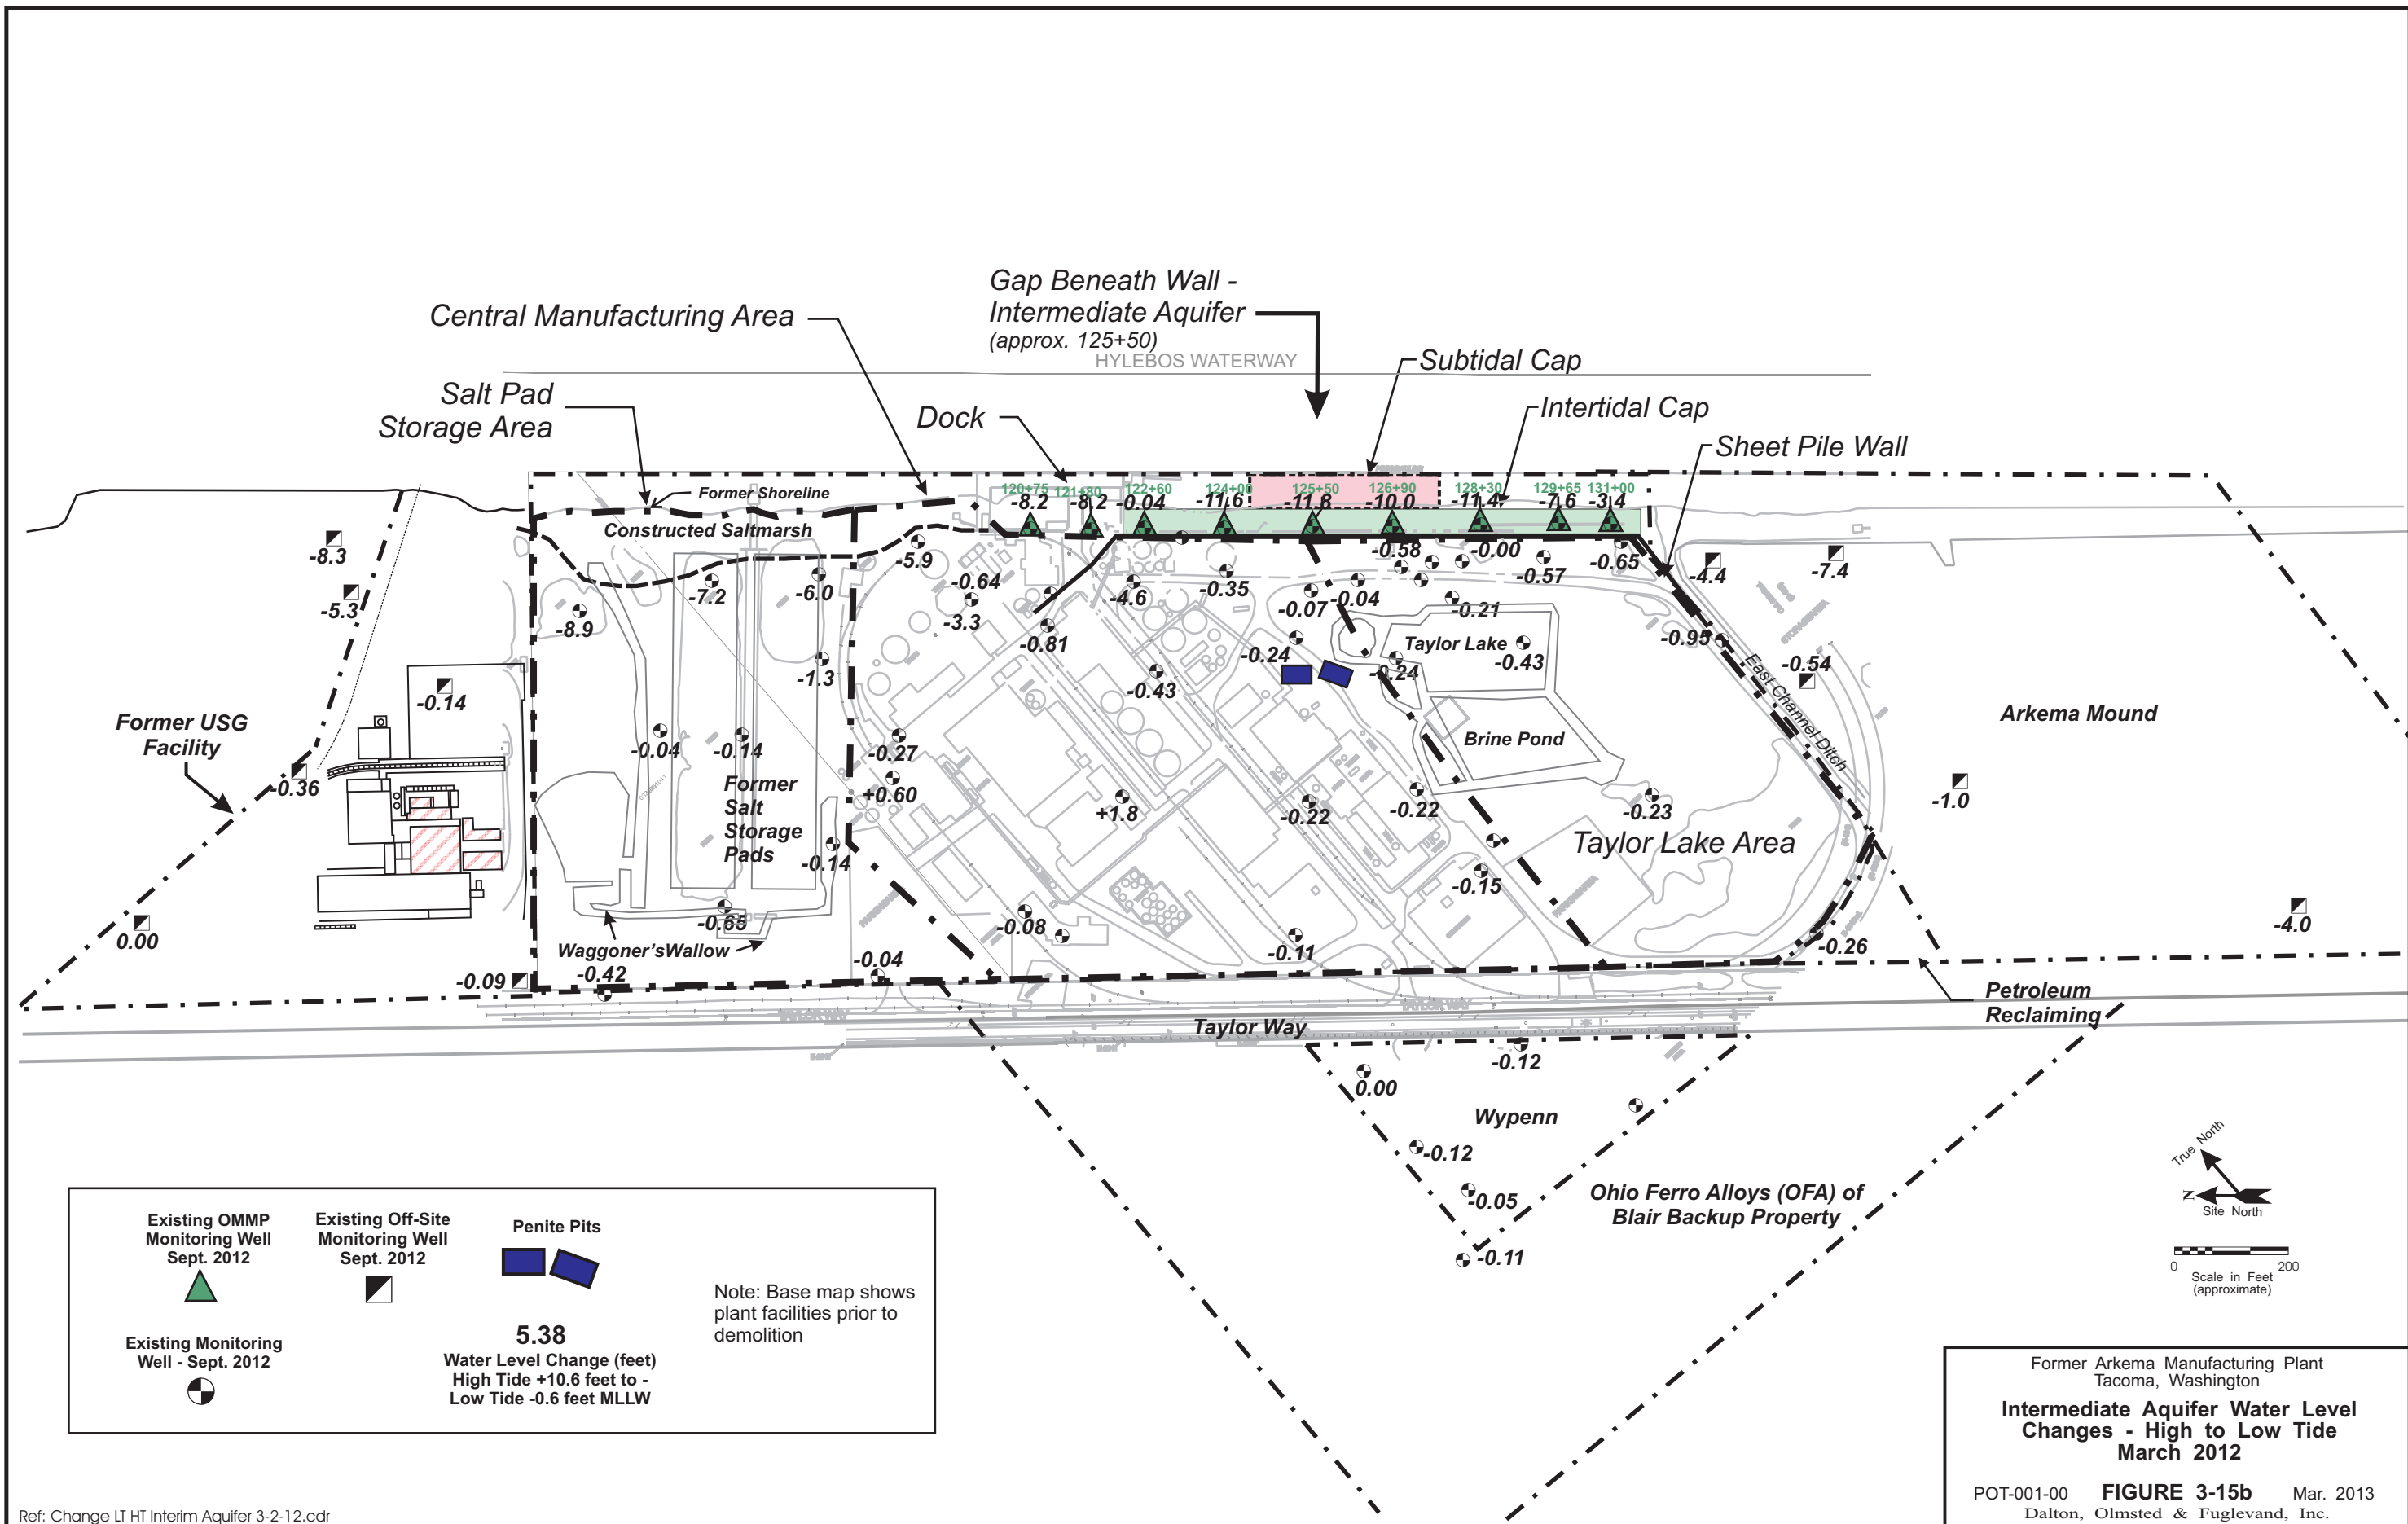 Gap Beneath Wall -
Intermediate Aquifer
(approx. 125+50)
HYLEBOS WATERWAY
Central Manufacturing Area
Subtidal Cap
Salt Pad
Storage Area
Dock
Intertidal Cap
Sheet Pile Wall
Former Shoreline
Constructed Saltmarsh
120+75
121+80
122+60
124+00
125+50
126+90
128+30
129+65
131+00
-8.2
-8.2
-0.04
-11.6
-11.8
-10.0
-11.4
-7.6
-3.4
-8.3
-5.9
-0.58
-0.00
-0.57
-0.65
-4.4
-7.4
-5.3
-8.9
-7.2
-6.0
-0.64
-3.3
-0.81
-4.6
-0.35
-0.07
-0.04
-0.21
-0.95
-0.14
-1.3
-0.43
-0.24
-0.24
Taylor Lake
-0.43
-0.54
East Channel Ditch
Arkema Mound
Former USG
Facility
-0.36
-0.04
-0.14
-0.27
+0.60
Former
Salt
Storage
Pads
-0.14
+1.8
-0.22
-0.22
Brine Pond
-0.23
-1.0
Taylor Lake Area
-0.15
0.00
-0.65
-0.08
-0.11
-0.26
-4.0
Waggoner'sWallow
-0.09
-0.42
-0.04
Petroleum
Reclaiming
TAYLOR WAY
TAYLOR WAY
Taylor Way
-0.12
0.00
Wypenn
-0.12
-0.05
-0.11
Ohio Ferro Alloys (OFA) of
Blair Backup Property
True North
N
Site North
0 200
Scale in Feet
(approximate)
Existing OMMP
Monitoring Well
Sept. 2012
Existing Off-Site
Monitoring Well
Sept. 2012
Penite Pits
Existing Monitoring
Well - Sept. 2012
5.38
Water Level Change (feet)
High Tide +10.6 feet to -
Low Tide -0.6 feet MLLW
Note: Base map shows
plant facilities prior to
demolition
Former Arkema Manufacturing Plant
Tacoma, Washington
Intermediate Aquifer Water Level
Changes - High to Low Tide
March 2012
POT-001-00 FIGURE 3-15b Mar. 2013
Dalton, Olmsted & Fuglevand, Inc.
Ref: Change LT HT Interim Aquifer 3-2-12.cdr